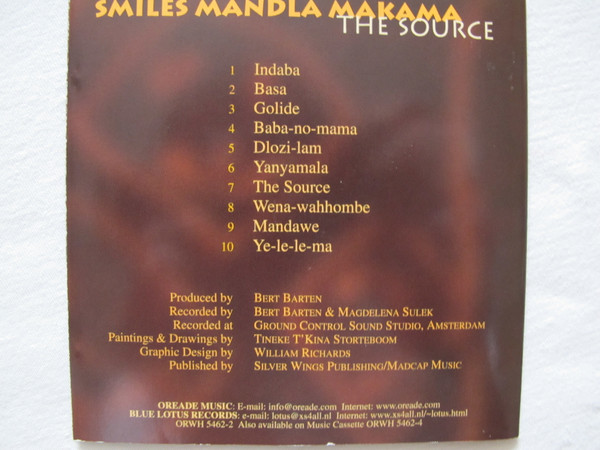 SMILES MANDLA MAKAMA
THE SOURCE
1 Indaba
2 Basa
3 Golide
4 Baba-no-mama
5 Dlozi-lam
6 Yanyamala
7 The Source
8 Wena-wahhombe
9 Mandawe
10 Ye-le-le-ma
Produced by BERT BARTEN
Recorded by BERT BARTEN & MAGDELENA SULEK
Recorded at GROUND CONTROL SOUND STUDIO, AMSTERDAM
Paintings & Drawings by TINEKE T'KINA STORTEBOOM
Graphic Design by WILLIAM RICHARDS
Published by SILVER WINGS PUBLISHING/MADCAP MUSIC
OREADE MUSIC: E-mail: info@oreade.com Internet: www.oreade.com
BLUE LOTUS RECORDS: e-mail: lotus@xs4all.nl Internet: www.xs4all.nl/~lotus.html
ORWH 5462-2 Also available on Music Cassette ORWH 5462-4